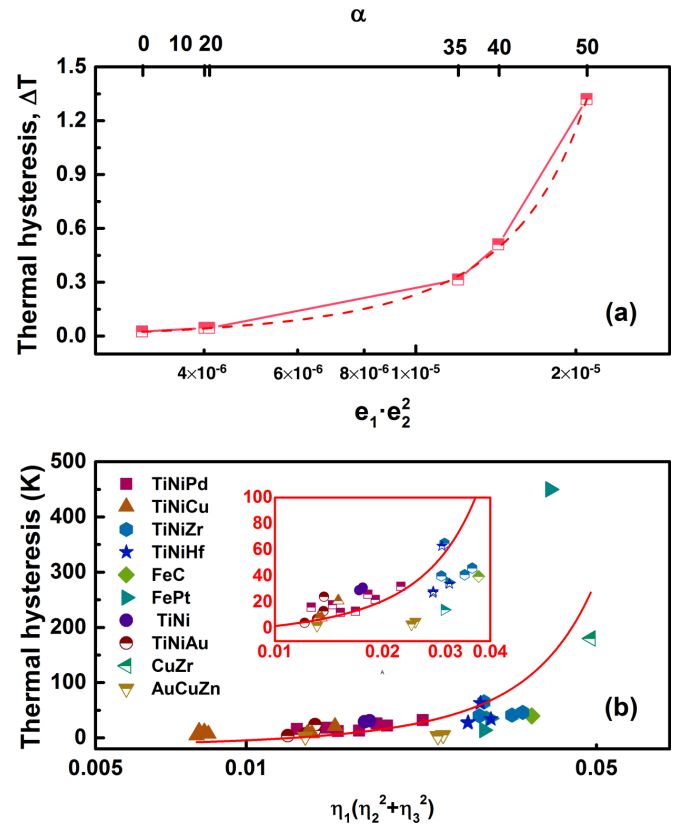 α
0 10 20 35 40 50
Thermal hysteresis, ΔT
1.5
1.2
0.9
0.6
0.3
0.0
(a)
4×10⁻⁶ 6×10⁻⁶ 8×10⁻⁶ 1×10⁻⁵ 2×10⁻⁵
e₁·e₂²
Thermal hysteresis (K)
500
400
300
200
100
0
TiNiPd
TiNiCu
TiNiZr
TiNiHf
FeC
FePt
TiNi
TiNiAu
CuZr
AuCuZn
100
80
60
40
20
0
0.01 0.02 0.03 0.04
(b)
0.005 0.01 0.05
η₁(η₂²+η₃²)